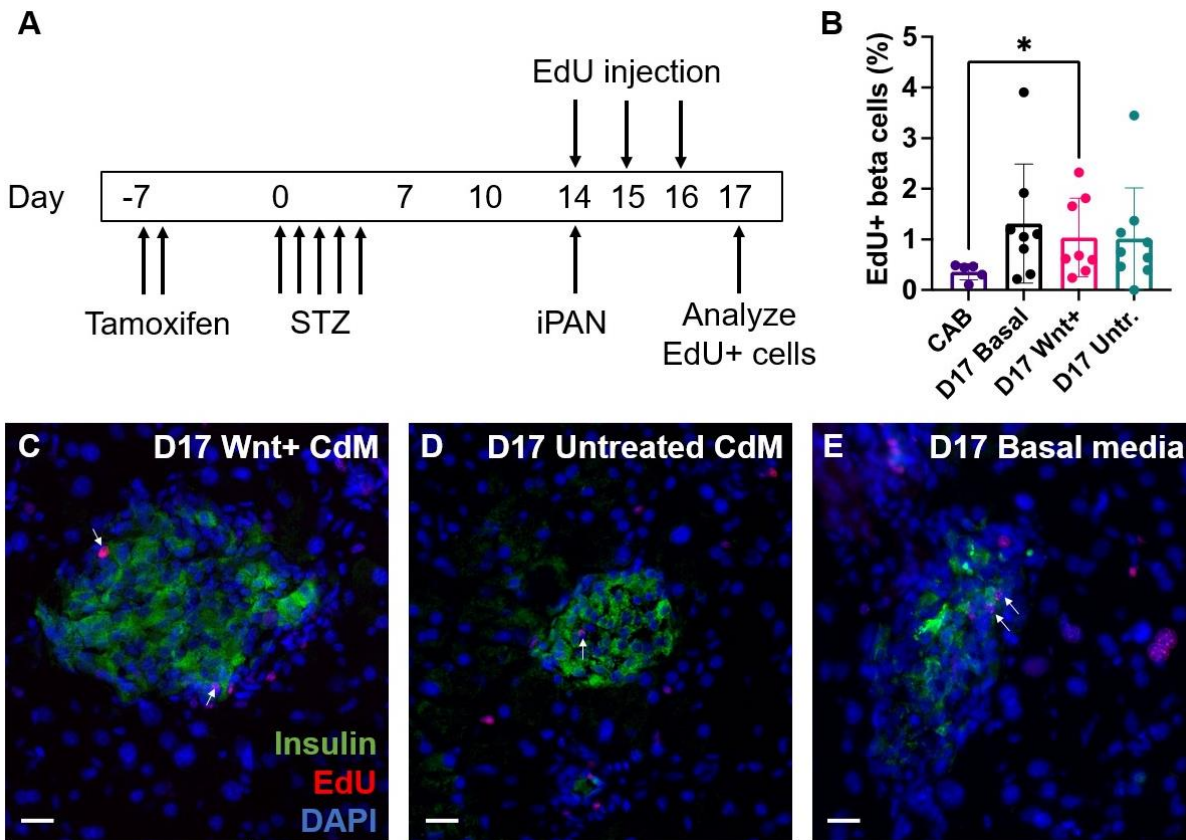 A
EdU injection
Day
-7 0 7 10 14 15 16 17
Tamoxifen
STZ
iPAN
Analyze
EdU+ cells
B
EdU+ beta cells (%)
5
4
3
2
1
0
*
CAB
D17 Basal
D17 Wnt+
D17 Untr.
C
D17 Wnt+ CdM
Insulin
EdU
DAPI
D
D17 Untreated CdM
E
D17 Basal media